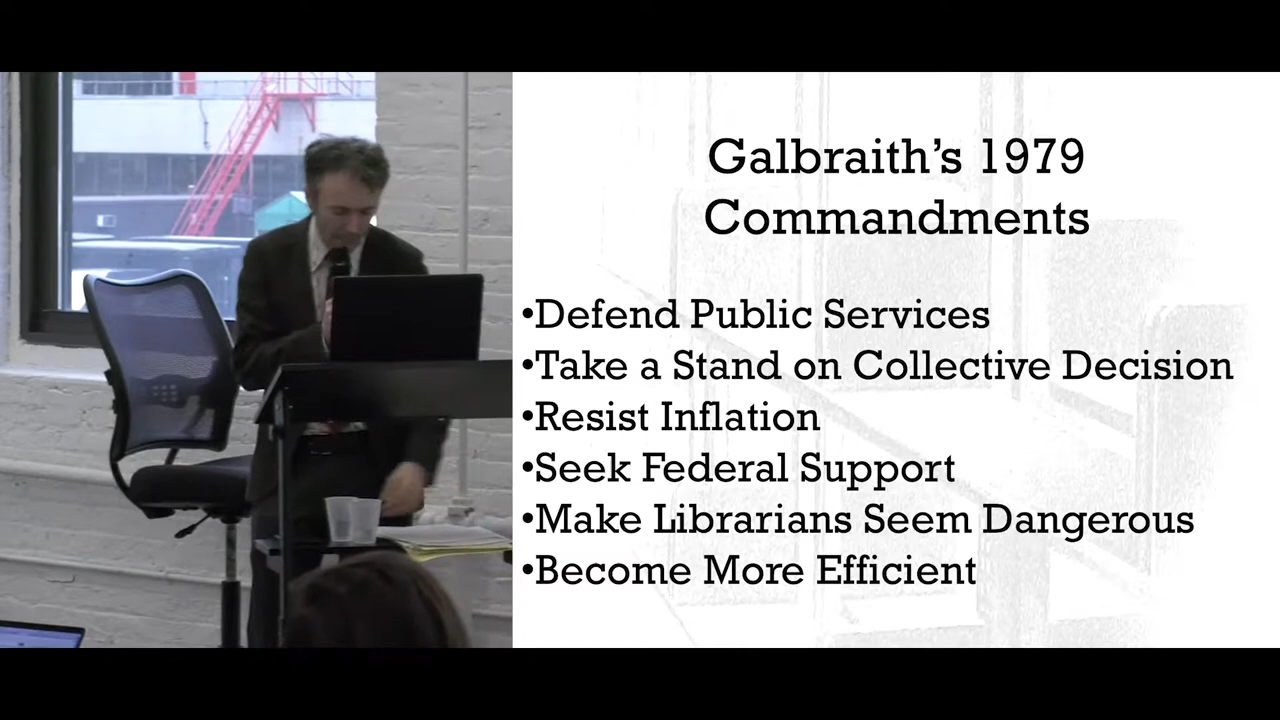 Galbraith's 1979
Commandments
•Defend Public Services
•Take a Stand on Collective Decision
•Resist Inflation
•Seek Federal Support
•Make Librarians Seem Dangerous
•Become More Efficient